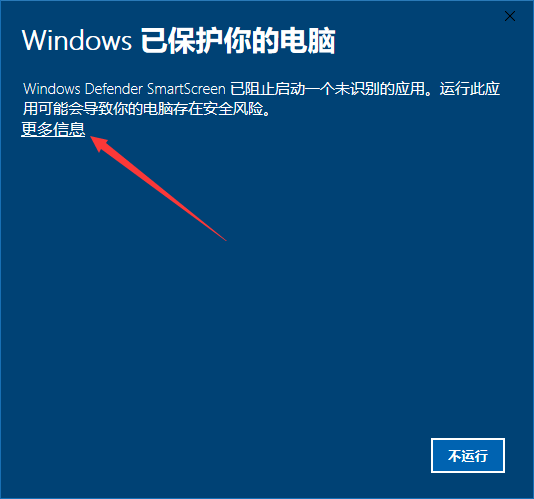 Windows 已保护你的电脑
Windows Defender SmartScreen 已阻止启动一个未识别的应用。运行此应
用可能会导致你的电脑存在安全风险。
更多信息
不运行